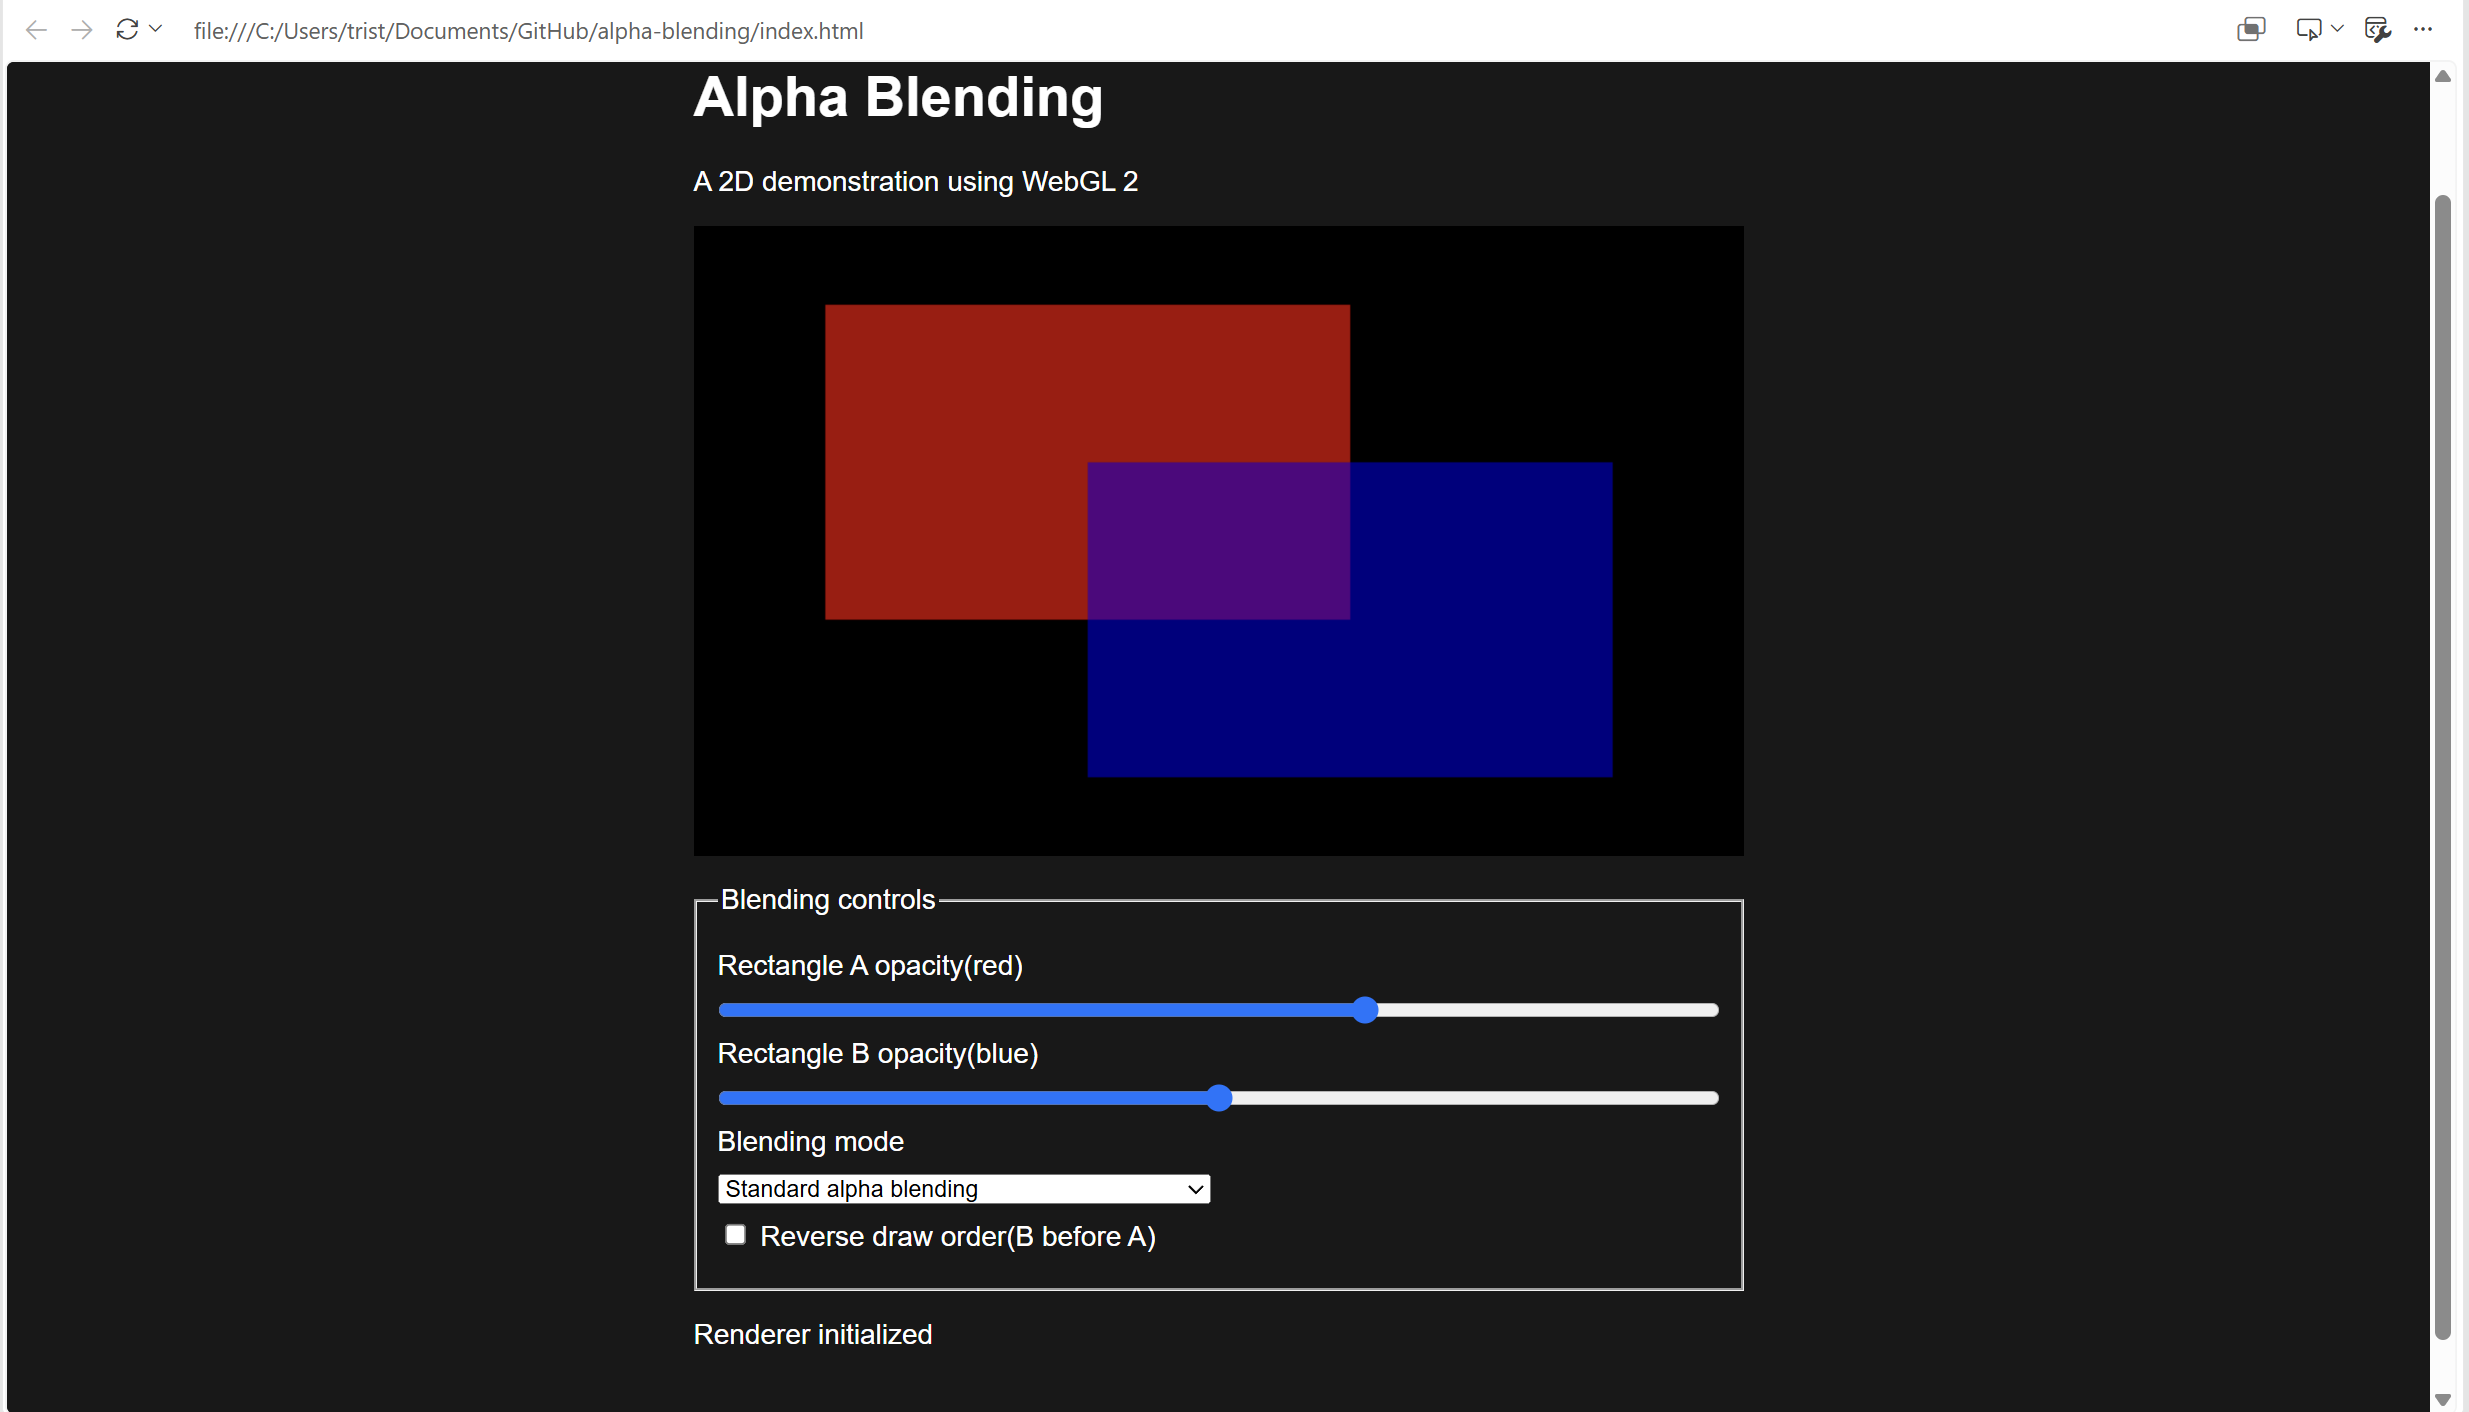 file:///C:/Users/trist/Documents/GitHub/alpha-blending/index.html
Alpha Blending
A 2D demonstration using WebGL 2
Blending controls
Rectangle A opacity(red)
Rectangle B opacity(blue)
Blending mode
Standard alpha blending
Reverse draw order(B before A)
Renderer initialized